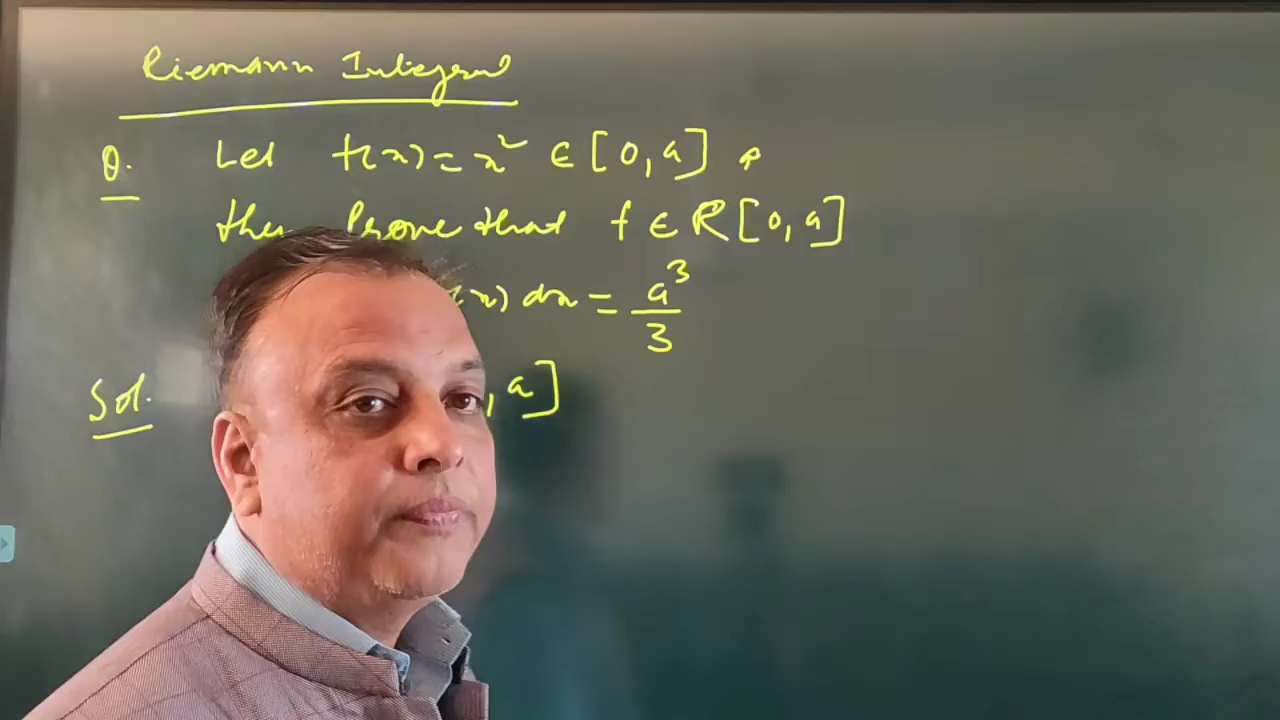 Riemann Integral
Q. Let f(x) = x² ∈ [0, a],
then Prove that f ∈ R[0, a]
(x) dx = a³/3
Sol. , a]